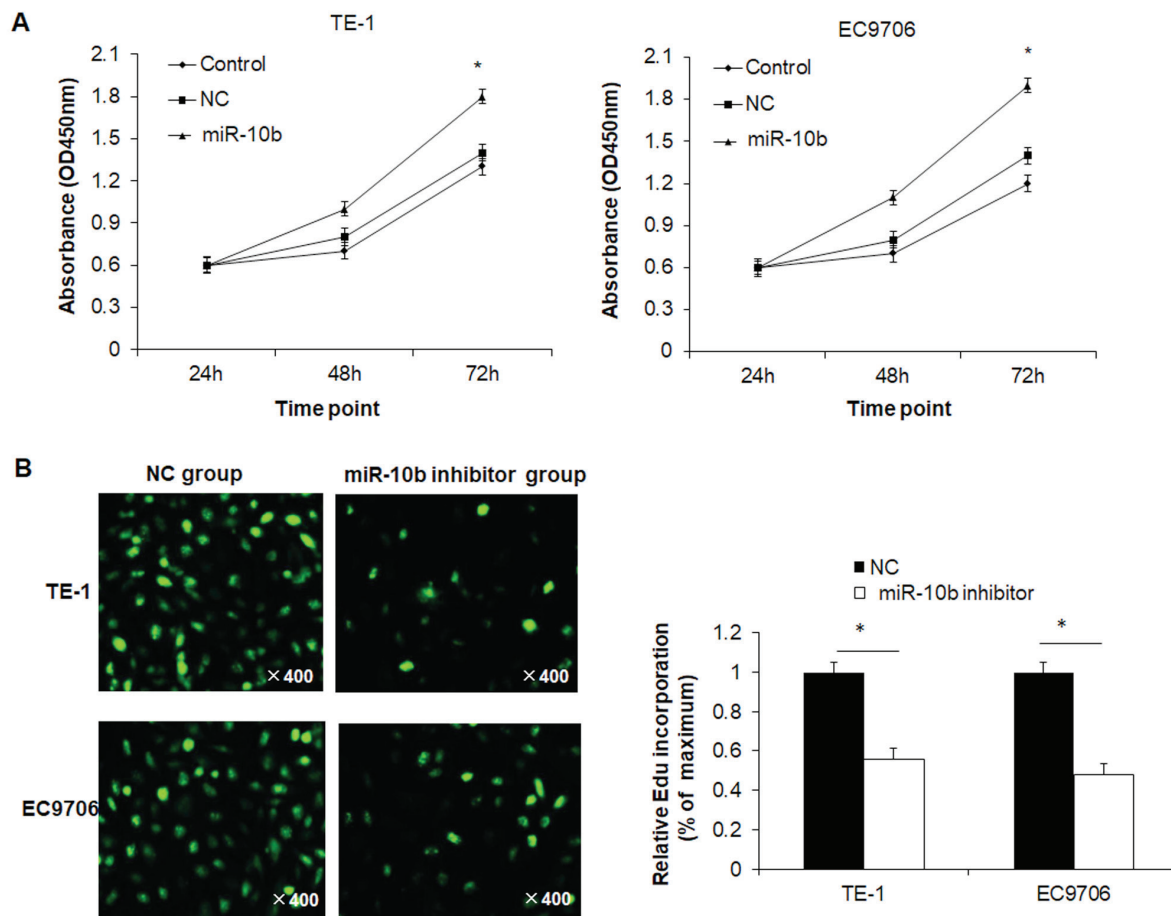 A
TE-1
2.1
1.8
1.5
1.2
0.9
0.6
0.3
0
Absorbance (OD450nm)
Control
NC
miR-10b
*
24h 48h 72h
Time point
EC9706
2.1
1.8
1.5
1.2
0.9
0.6
0.3
0
Absorbance (OD450nm)
Control
NC
miR-10b
*
24h 48h 72h
Time point
B
NC group
miR-10b inhibitor group
TE-1
×400
×400
EC9706
×400
×400
NC
miR-10b inhibitor
Relative Edu incorporation
(% of maximum)
1.2
1
0.8
0.6
0.4
0.2
0
*
*
TE-1 EC9706